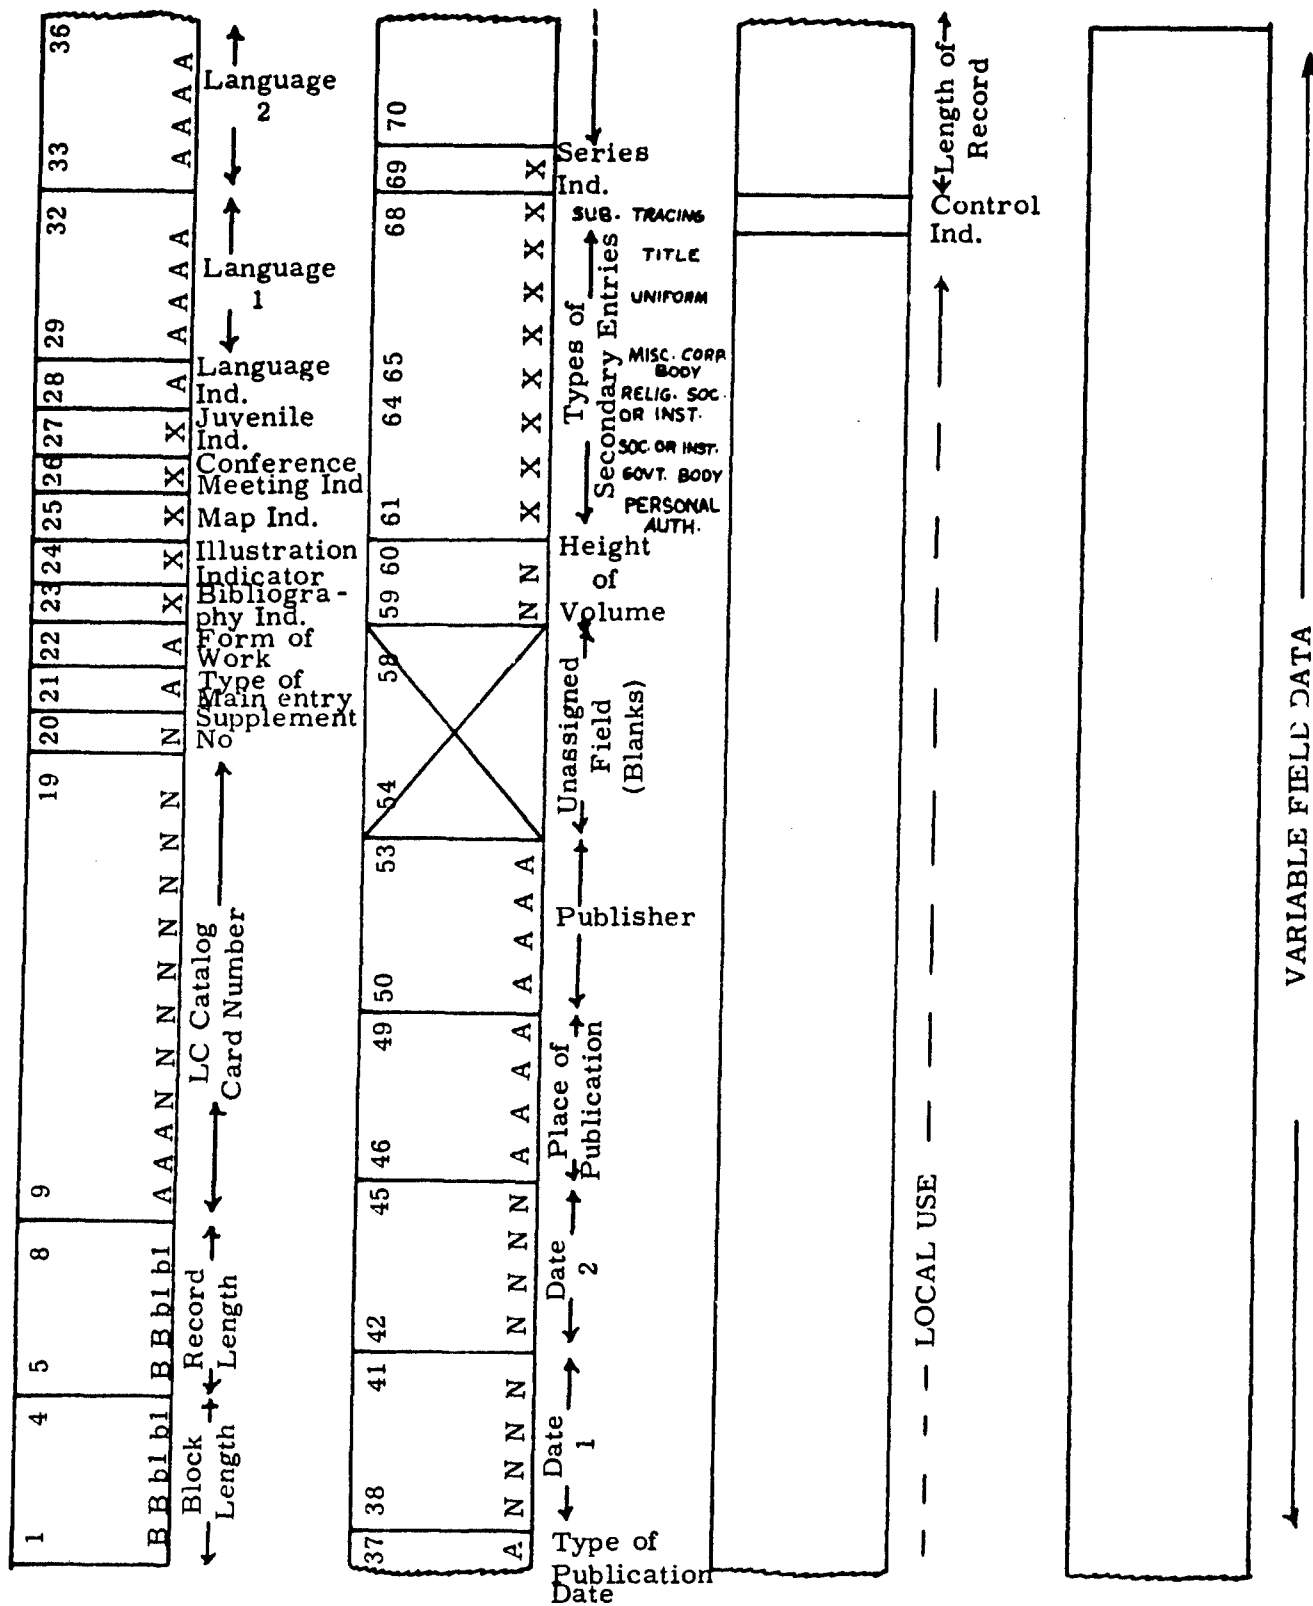 1 4
B B bl bl
Block
Length
5 8
B B bl bl
Record
Length
9 19
A A A N N N N N N N N
LC Catalog
Card Number
20
N
Supplement
No
21
A
Type of
Main entry
22
A
Form of
Work
23
X
Bibliogra-
phy Ind.
24
X
Illustration
Indicator
25
X
Map Ind.
26
X
Conference
Meeting Ind
27
X
Juvenile
Ind.
28
A
Language
Ind.
29 32
A A A A
Language
1
33 36
A A A A
Language
2
37
A
Type of
Publication
Date
38 41
N N N N
Date
1
42 45
N N N N
Date
2
46 49
A A A A
Place of
Publication
50 53
A A A A
Publisher
54 58
Unassigned
Field
(Blanks)
59 60
N N
Height
of
Volume
61 64 65 68
X X X X X X X X
Types of
Secondary Entries
PERSONAL
AUTH.
GOVT. BODY
SOC. OR INST.
RELIG. SOC.
OR INST.
MISC. CORP.
BODY
UNIFORM
TITLE
SUB. TRACING
69
X
Series
Ind.
70
LOCAL USE
Control
Ind.
Length of
Record
VARIABLE FIELD DATA